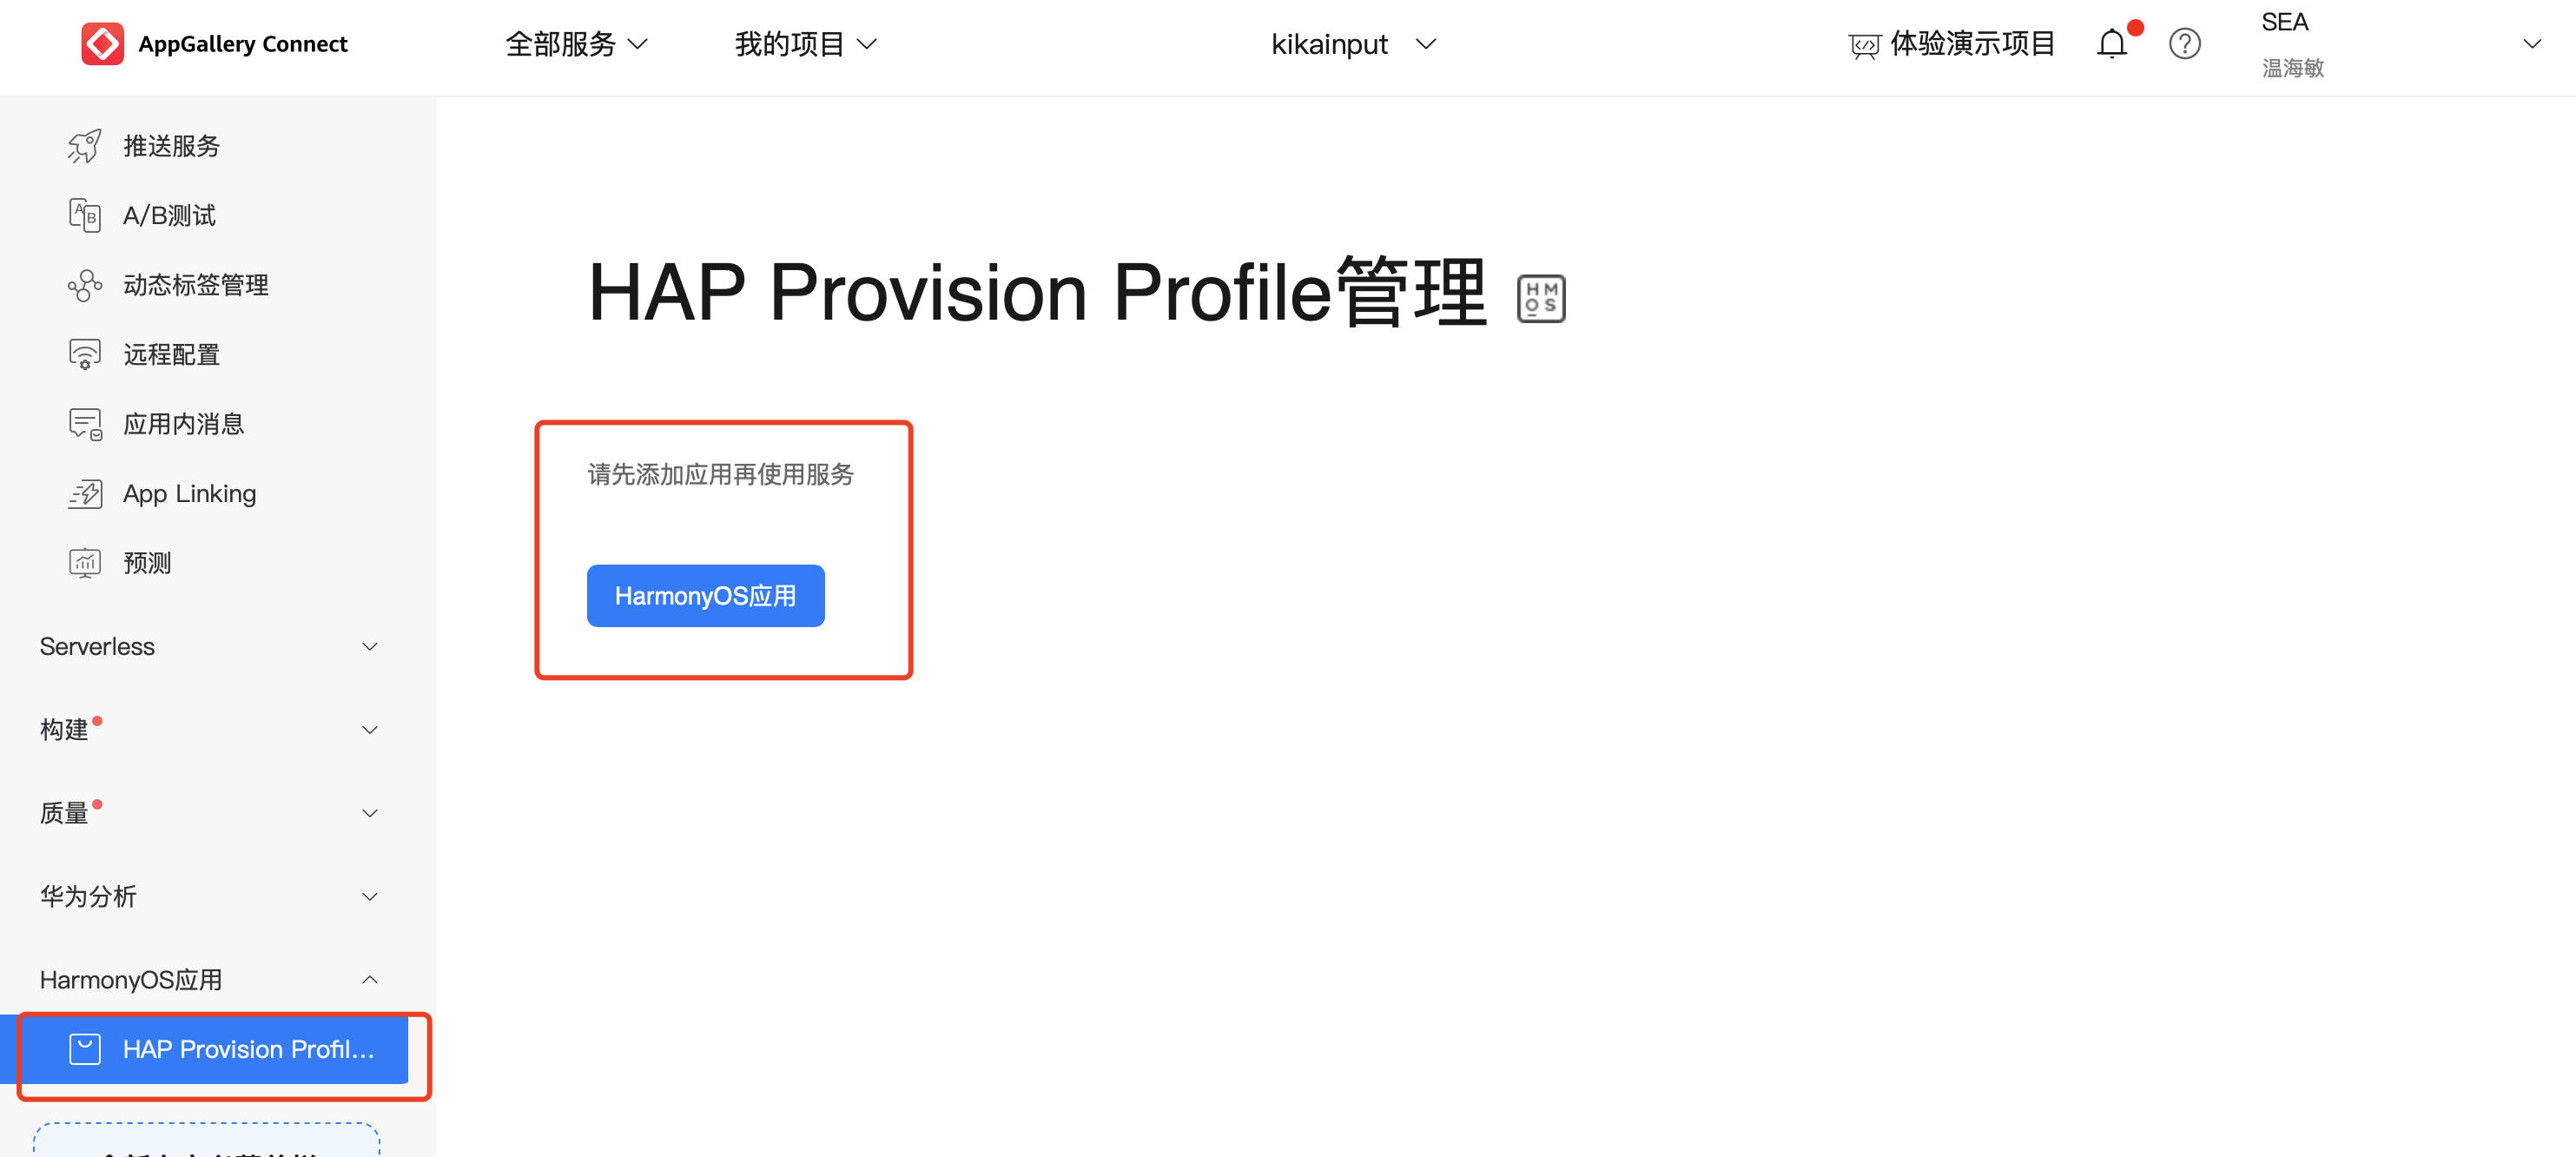 AppGallery Connect
全部服务
我的项目
kikainput
体验演示项目
SEA
温海敏
推送服务
A/B测试
动态标签管理
远程配置
应用内消息
App Linking
预测
Serverless
构建
质量
华为分析
HarmonyOS应用
HAP Provision Profil...
HAP Provision Profile管理
HM
OS
请先添加应用再使用服务
HarmonyOS应用